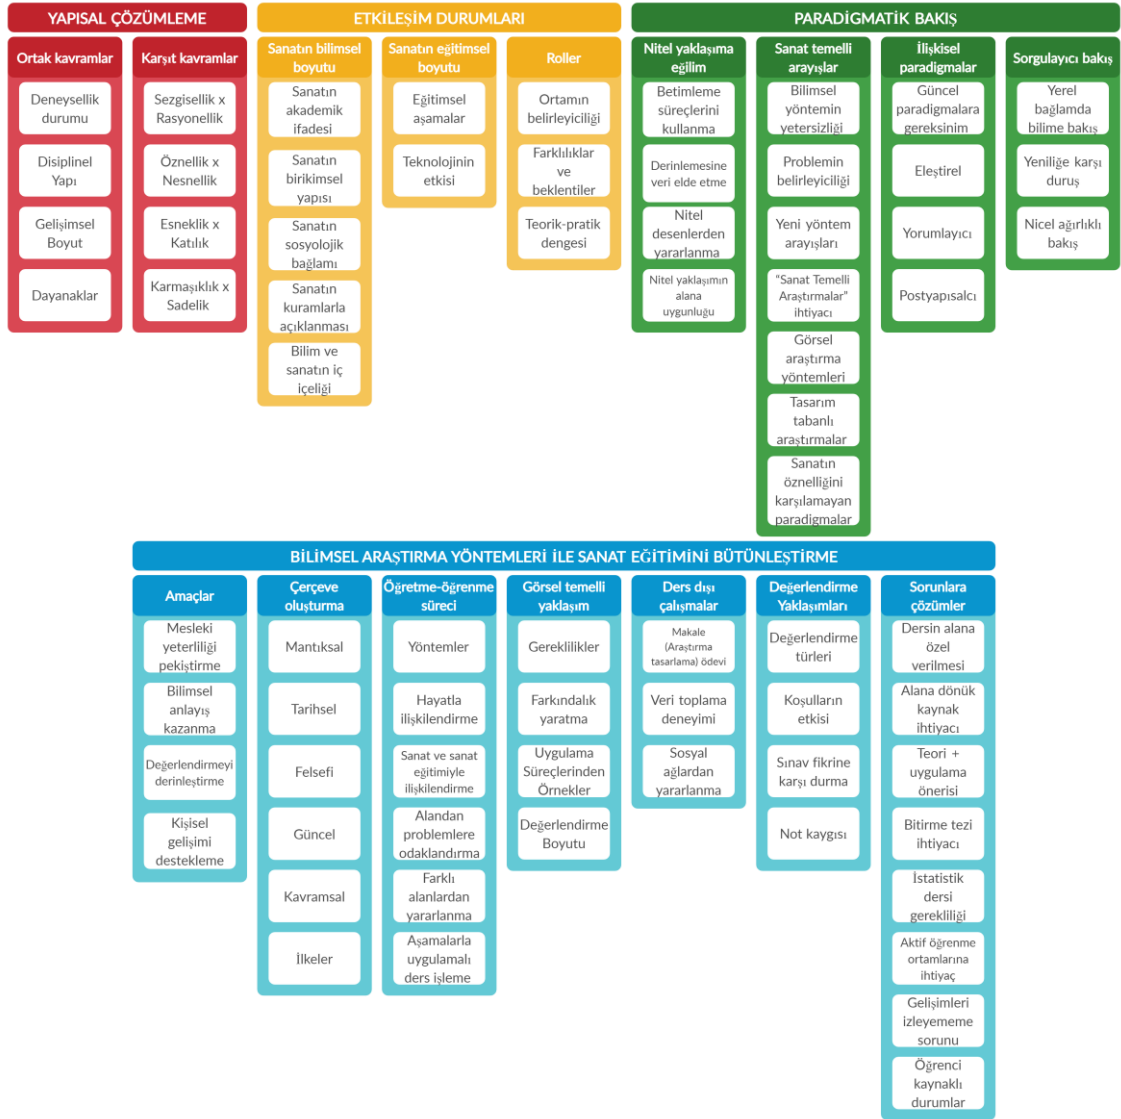 YAPISAL ÇÖZÜMLEME
Ortak kavramlar
Deneysellik
durumu
Disiplinel
Yapı
Gelişimsel
Boyut
Dayanaklar
Karşıt kavramlar
Sezgisellik x
Rasyonellik
Öznellik x
Nesnellik
Esneklik x
Katılık
Karmaşıklık x
Sadelik
ETKİLEŞİM DURUMLARI
Sanatın bilimsel
boyutu
Sanatın
akademik
ifadesi
Sanatın
birikimsel
yapısı
Sanatın
sosyolojik
bağlamı
Sanatın
kuramlarla
açıklanması
Bilim ve
sanatın iç
içeliği
Sanatın eğitimsel
boyutu
Eğitimsel
aşamalar
Teknolojinin
etkisi
Roller
Ortamın
belirleyiciliği
Farklılıklar
ve
beklentiler
Teorik-pratik
dengesi
PARADİGMATİK BAKIŞ
Nitel yaklaşıma
eğilim
Betimleme
süreçlerini
kullanma
Derinlemesine
veri elde etme
Nitel
desenlerden
yararlanma
Nitel yaklaşımın
alana
uygunluğu
Sanat temelli
arayışlar
Bilimsel
yöntemin
yetersizliği
Problemin
belirleyiciliği
Yeni yöntem
arayışları
“Sanat Temelli
Araştırmalar”
ihtiyacı
Görsel
araştırma
yöntemleri
Tasarım
tabanlı
araştırmalar
Sanatın
öznelliğini
karşılamayan
paradigmalar
İlişkisel
paradigmalar
Güncel
paradigmalara
gereksinim
Eleştirel
Yorumlayıcı
Postyapısalcı
Sorgulayıcı bakış
Yerel
bağlamda
bilime bakış
Yeniliğe karşı
duruş
Nicel ağırlıklı
bakış
BİLİMSEL ARAŞTIRMA YÖNTEMLERİ İLE SANAT EĞİTİMİNİ BÜTÜNLEŞTİRME
Amaçlar
Mesleki
yeterliliği
pekiştirme
Bilimsel
anlayış
kazanma
Değerlendirmeyi
derinleştirme
Kişisel
gelişimi
destekleme
Çerçeve
oluşturma
Mantıksal
Tarihsel
Felsefi
Güncel
Kavramsal
İlkeler
Öğretme-öğrenme
süreci
Yöntemler
Hayatla
ilişkilendirme
Sanat ve sanat
eğitimiyle
ilişkilendirme
Alandan
problemlere
odaklandırma
Farklı
alanlardan
yararlanma
Aşamalarla
uygulamalı
ders işleme
Görsel temelli
yaklaşım
Gereklilikler
Farkındalık
yaratma
Uygulama
Süreçlerinden
Örnekler
Değerlendirme
Boyutu
Ders dışı
çalışmalar
Makale
(Araştırma
tasarlama) ödevi
Veri toplama
deneyimi
Sosyal
ağlardan
yararlanma
Değerlendirme
Yaklaşımları
Değerlendirme
türleri
Koşulların
etkisi
Sınav fikrine
karşı durma
Not kaygısı
Sorunlara
çözümler
Dersin alana
özel
verilmesi
Alana dönük
kaynak
ihtiyacı
Teori +
uygulama
önerisi
Bitirme tezi
ihtiyacı
İstatistik
dersi
gerekliliği
Aktif öğrenme
ortamlarına
ihtiyaç
Gelişimleri
izleyememe
sorunu
Öğrenci
kaynaklı
durumlar